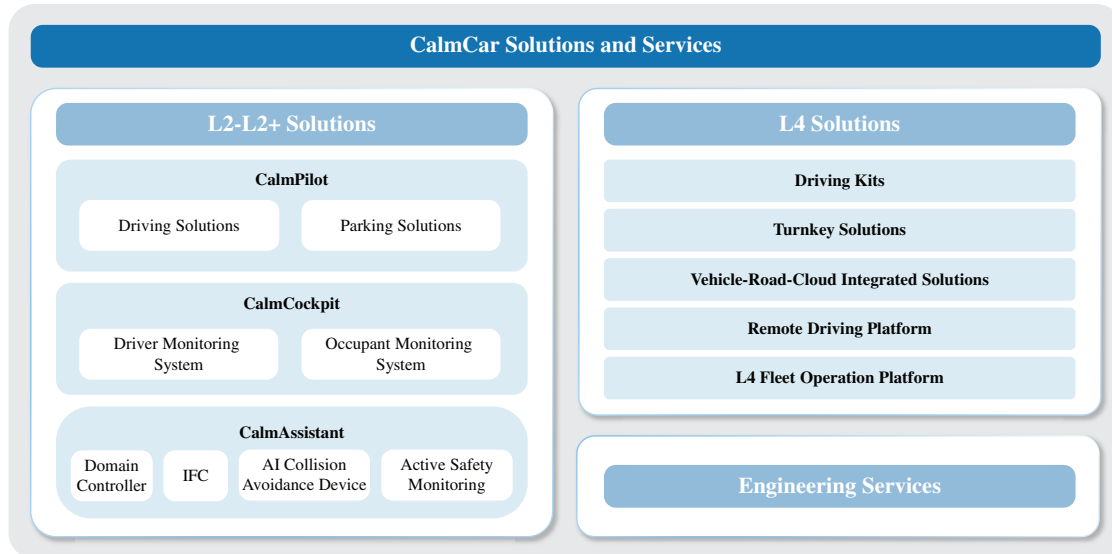 CalmCar Solutions and Services
L2-L2+ Solutions
CalmPilot
Driving Solutions
Parking Solutions
CalmCockpit
Driver Monitoring
System
Occupant Monitoring
System
CalmAssistant
Domain
Controller
IFC
AI Collision
Avoidance Device
Active Safety
Monitoring
L4 Solutions
Driving Kits
Turnkey Solutions
Vehicle-Road-Cloud Integrated Solutions
Remote Driving Platform
L4 Fleet Operation Platform
Engineering Services